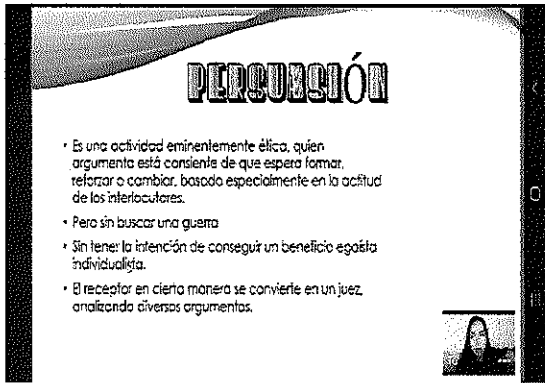 PERSUASIÓN
• Es una actividad eminentemente ética, quien
argumenta está consiente de que espera formar,
reforzar o cambiar, basado especialmente en la actitud
de los interlocutores.
• Pero sin buscar una guerra
• Sin tener la intención de conseguir un beneficio egoísta
individualista.
• El receptor en cierta manera se convierte en un juez,
analizando diversos argumentos.